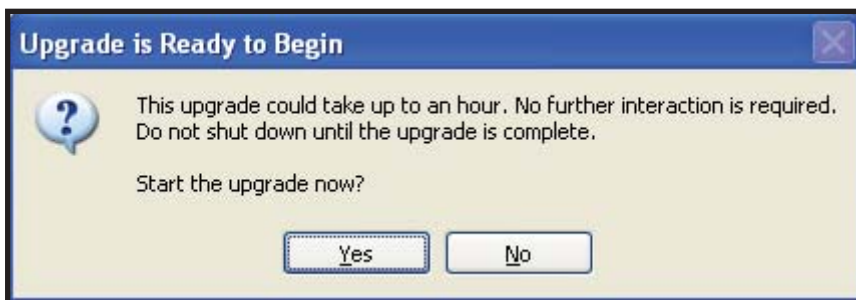 Upgrade is Ready to Begin
This upgrade could take up to an hour. No further interaction is required.
Do not shut down until the upgrade is complete.
Start the upgrade now?
Yes
No